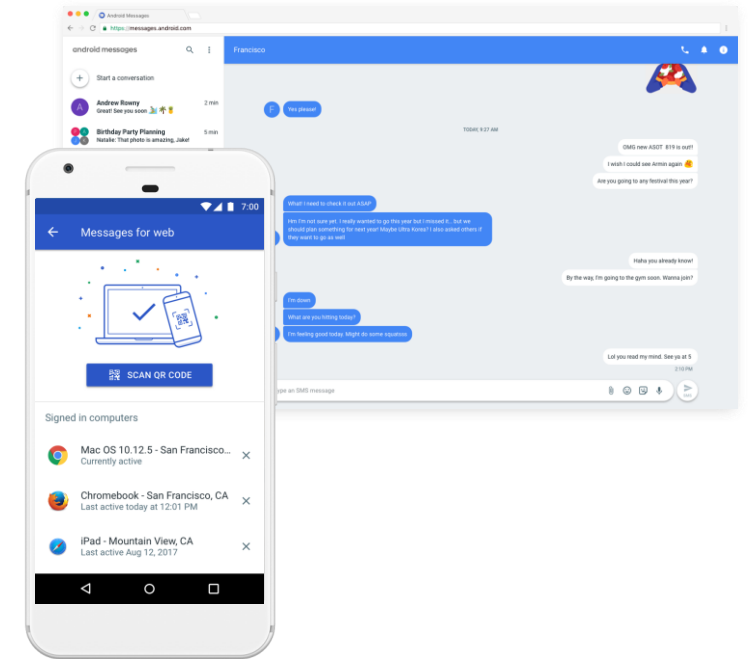 Android Messages
https://messages.android.com
android messages
Francisco
Start a conversation
A
Andrew Rowny
2 min
Great! See you soon
Birthday Party Planning
5 min
Natalie: That photo is amazing, Jake!
F
Yes please!
TODAY, 9:27 AM
OMG new ASOT 819 is out!!
I wish I could see Armin again
Are you going to any festival this year?
What! I need to check it out ASAP
Hm I'm not sure yet. I really wanted to go this year but I missed it... but we
should plan something for next year! Maybe Ultra Korea? I also asked others if
they want to go as well
Haha you already know!
By the way, I'm going to the gym soon. Wanna join?
I'm down
What are you hitting today?
I'm feeling good today. Might do some squatsss
Lol you read my mind. See ya at 5
2:10 PM
ype an SMS message
SMS
7:00
Messages for web
SCAN QR CODE
Signed in computers
Mac OS 10.12.5 - San Francisco...
Currently active
Chromebook - San Francisco, CA
Last active today at 12:01 PM
iPad - Mountain View, CA
Last active Aug 12, 2017